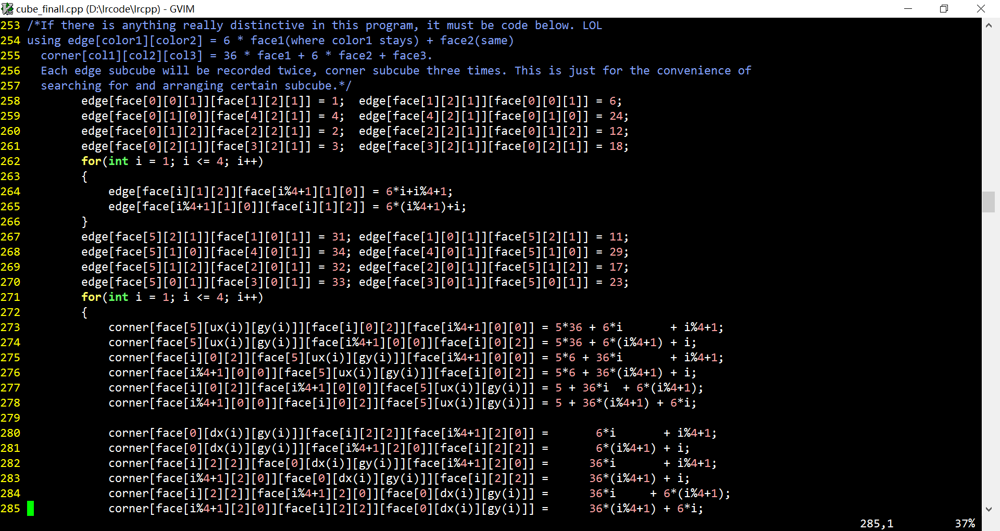 cube_finall.cpp (D:\lrcode\lrcpp) - GVIM
253 /*If there is anything really distinctive in this program, it must be code below. LOL
254 using edge[color1][color2] = 6 * face1(where color1 stays) + face2(same)
255   corner[col1][col2][col3] = 36 * face1 + 6 * face2 + face3.
256   Each edge subcube will be recorded twice, corner subcube three times. This is just for the convenience of
257   searching for and arranging certain subcube.*/
258         edge[face[0][0][1]][face[1][2][1]] = 1;  edge[face[1][2][1]][face[0][0][1]] = 6;
259         edge[face[0][1][0]][face[4][2][1]] = 4;  edge[face[4][2][1]][face[0][1][0]] = 24;
260         edge[face[0][1][2]][face[2][2][1]] = 2;  edge[face[2][2][1]][face[0][1][2]] = 12;
261         edge[face[0][2][1]][face[3][2][1]] = 3;  edge[face[3][2][1]][face[0][2][1]] = 18;
262         for(int i = 1; i <= 4; i++)
263         {
264             edge[face[i][1][2]][face[i%4+1][1][0]] = 6*i+i%4+1;
265             edge[face[i%4+1][1][0]][face[i][1][2]] = 6*(i%4+1)+i;
266         }
267         edge[face[5][2][1]][face[1][0][1]] = 31; edge[face[1][0][1]][face[5][2][1]] = 11;
268         edge[face[5][1][0]][face[4][0][1]] = 34; edge[face[4][0][1]][face[5][1][0]] = 29;
269         edge[face[5][1][2]][face[2][0][1]] = 32; edge[face[2][0][1]][face[5][1][2]] = 17;
270         edge[face[5][0][1]][face[3][0][1]] = 33; edge[face[3][0][1]][face[5][0][1]] = 23;
271         for(int i = 1; i <= 4; i++)
272         {
273             corner[face[5][ux(i)][gy(i)]][face[i][0][2]][face[i%4+1][0][0]] = 5*36 + 6*i       + i%4+1;
274             corner[face[5][ux(i)][gy(i)]][face[i%4+1][0][0]][face[i][0][2]] = 5*36 + 6*(i%4+1) + i;
275             corner[face[i][0][2]][face[5][ux(i)][gy(i)]][face[i%4+1][0][0]] = 5*6 + 36*i       + i%4+1;
276             corner[face[i%4+1][0][0]][face[5][ux(i)][gy(i)]][face[i][0][2]] = 5*6 + 36*(i%4+1) + i;
277             corner[face[i][0][2]][face[i%4+1][0][0]][face[5][ux(i)][gy(i)]] = 5 + 36*i  + 6*(i%4+1);
278             corner[face[i%4+1][0][0]][face[i][0][2]][face[5][ux(i)][gy(i)]] = 5 + 36*(i%4+1) + 6*i;
279
280             corner[face[0][dx(i)][gy(i)]][face[i][2][2]][face[i%4+1][2][0]] =       6*i       + i%4+1;
281             corner[face[0][dx(i)][gy(i)]][face[i%4+1][2][0]][face[i][2][2]] =       6*(i%4+1) + i;
282             corner[face[i][2][2]][face[0][dx(i)][gy(i)]][face[i%4+1][2][0]] =      36*i       + i%4+1;
283             corner[face[i%4+1][2][0]][face[0][dx(i)][gy(i)]][face[i][2][2]] =      36*(i%4+1) + i;
284             corner[face[i][2][2]][face[i%4+1][2][0]][face[0][dx(i)][gy(i)]] =      36*i     + 6*(i%4+1);
285             corner[face[i%4+1][2][0]][face[i][2][2]][face[0][dx(i)][gy(i)]] =      36*(i%4+1) + 6*i;
285,1         37%